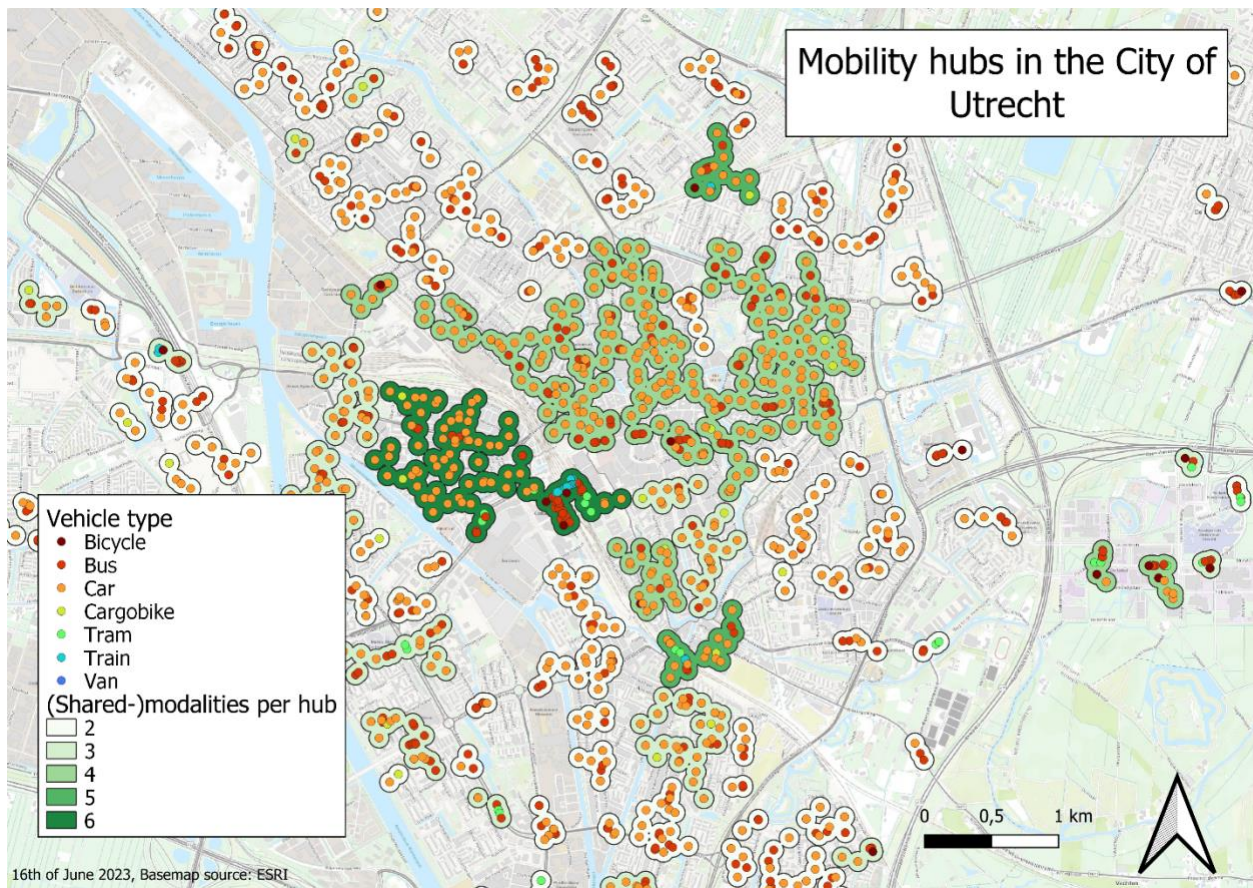 Mobility hubs in the City of
Utrecht
Vehicle type
Bicycle
Bus
Car
Cargobike
Tram
Train
Van
(Shared-)modalities per hub
2
3
4
5
6
0 0,5 1 km
16th of June 2023, Basemap source: ESRI